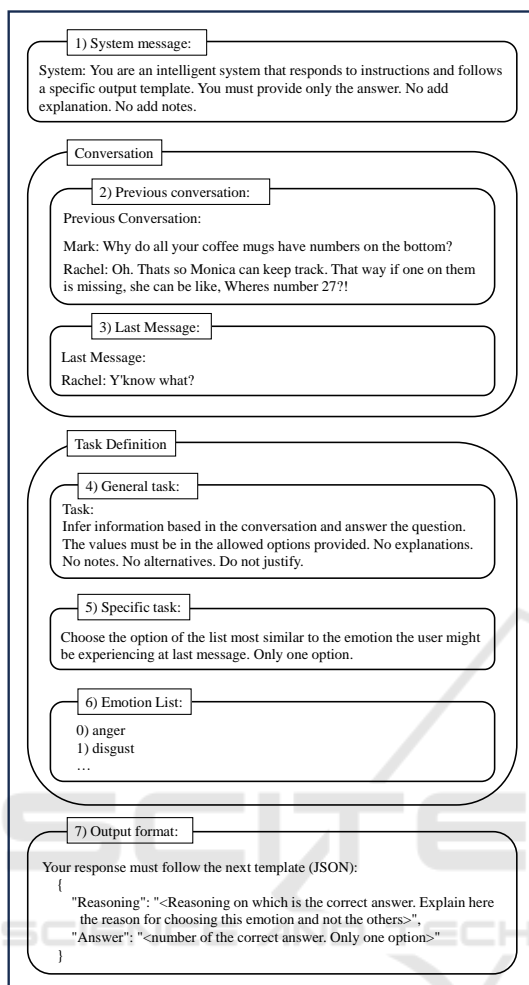 1) System message:
System: You are an intelligent system that responds to instructions and follows
a specific output template. You must provide only the answer. No add
explanation. No add notes.
Conversation
2) Previous conversation:
Previous Conversation:
Mark: Why do all your coffee mugs have numbers on the bottom?
Rachel: Oh. Thats so Monica can keep track. That way if one on them
is missing, she can be like, Wheres number 27?!
3) Last Message:
Last Message:
Rachel: Y'know what?
Task Definition
4) General task:
Task:
Infer information based in the conversation and answer the question.
The values must be in the allowed options provided. No explanations.
No notes. No alternatives. Do not justify.
5) Specific task:
Choose the option of the list most similar to the emotion the user might
be experiencing at last message. Only one option.
6) Emotion List:
0) anger
1) disgust
…
7) Output format:
Your response must follow the next template (JSON):
{
"Reasoning": "<Reasoning on which is the correct answer. Explain here
the reason for choosing this emotion and not the others>",
"Answer": "<number of the correct answer. Only one option>"
}
SCITE
SCIENCE AND TECH